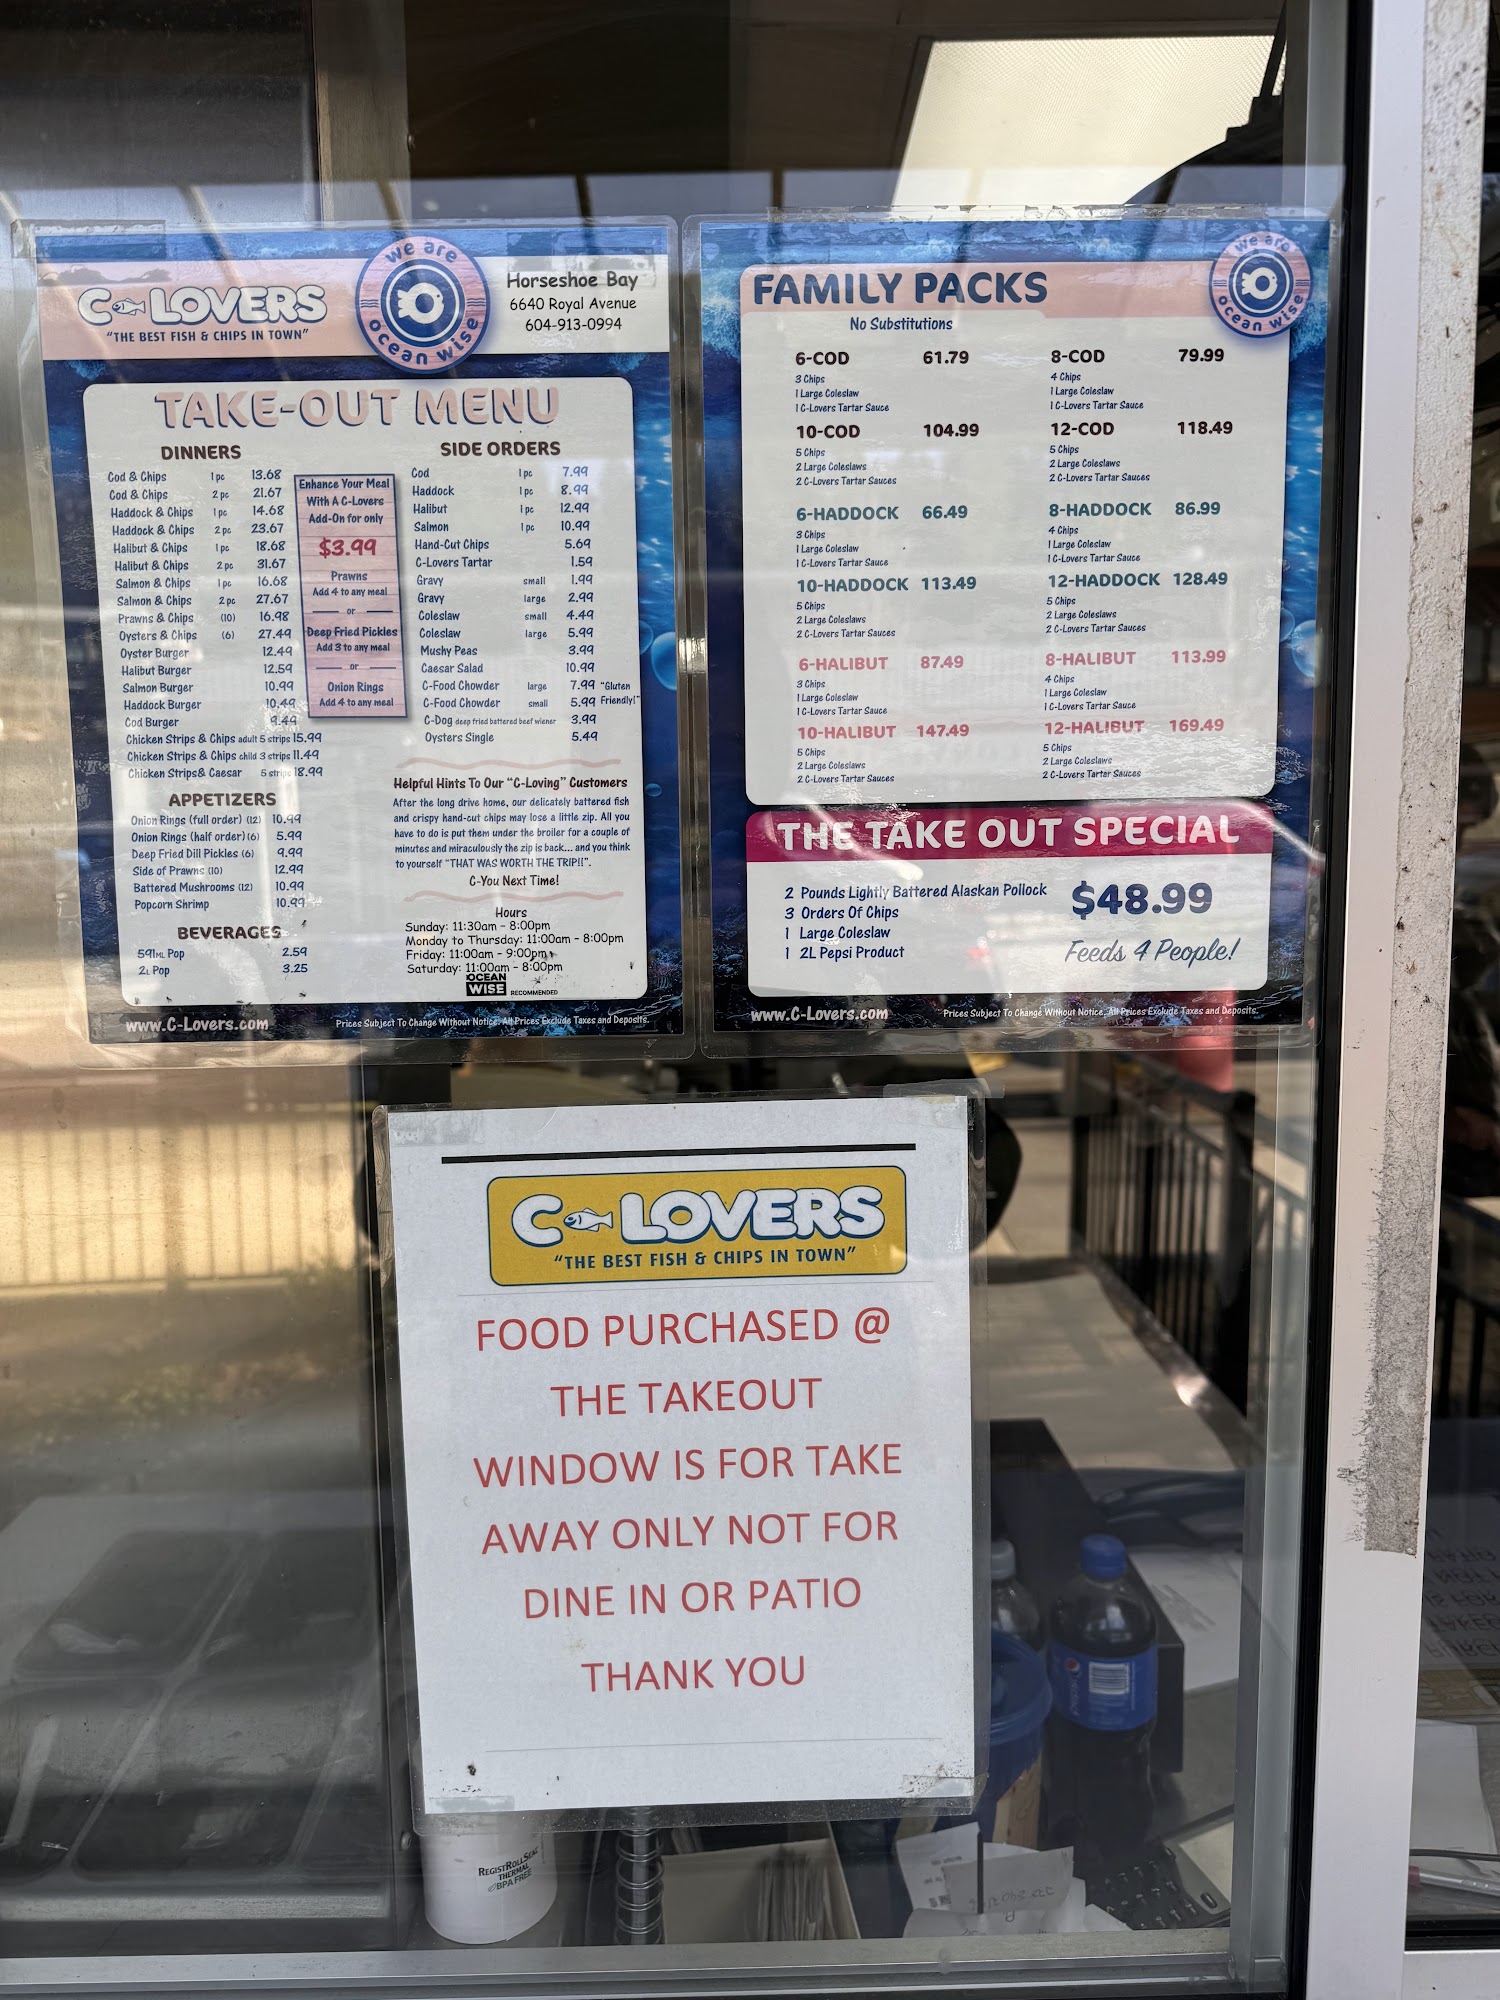 C LOVERS
"THE BEST FISH & CHIPS IN TOWN"
we are
ocean wise
Horseshoe Bay
6640 Royal Avenue
604-913-0994
TAKE-OUT MENU
DINNERS
Cod & Chips 1 pc 13.68
Cod & Chips 2 pc 21.67
Haddock & Chips 1 pc 14.68
Haddock & Chips 2 pc 23.67
Halibut & Chips 1 pc 18.68
Halibut & Chips 2 pc 31.67
Salmon & Chips 1 pc 16.68
Salmon & Chips 2 pc 27.67
Prawns & Chips (10) 16.98
Oysters & Chips (6) 27.49
Oyster Burger 12.49
Halibut Burger 12.59
Salmon Burger 10.99
Haddock Burger 10.49
Cod Burger 9.49
Chicken Strips & Chips adult 5 strips 15.99
Chicken Strips & Chips child 3 strips 11.49
Chicken Strips& Caesar 5 strips 18.99
Enhance Your Meal
With A C-Lovers
Add-On for only
$3.99
Prawns
Add 4 to any meal
or
Deep Fried Pickles
Add 3 to any meal
or
Onion Rings
Add 4 to any meal
APPETIZERS
Onion Rings (full order) (12) 10.99
Onion Rings (half order) (6) 5.99
Deep Fried Dill Pickles (6) 9.99
Side of Prawns (10) 12.99
Battered Mushrooms (12) 10.99
Popcorn Shrimp 10.99
BEVERAGES
591ML Pop 2.59
2L Pop 3.25
SIDE ORDERS
Cod 1 pc 7.99
Haddock 1 pc 8.99
Halibut 1 pc 12.99
Salmon 1 pc 10.99
Hand-Cut Chips 5.69
C-Lovers Tartar 1.59
Gravy small 1.99
Gravy large 2.99
Coleslaw small 4.49
Coleslaw large 5.99
Mushy Peas 3.99
Caesar Salad 10.99
C-Food Chowder large 7.99 "Gluten
C-Food Chowder small 5.99 Friendly!"
C-Dog deep fried battered beef wiener 3.99
Oysters Single 5.49
Helpful Hints To Our "C-Loving" Customers
After the long drive home, our delicately battered fish
and crispy hand-cut chips may lose a little zip. All you
have to do is put them under the broiler for a couple of
minutes and miraculously the zip is back... and you think
to yourself "THAT WAS WORTH THE TRIP!!".
C-You Next Time!
Hours
Sunday: 11:30am - 8:00pm
Monday to Thursday: 11:00am - 8:00pm
Friday: 11:00am - 9:00pm
Saturday: 11:00am - 8:00pm
OCEAN
WISE RECOMMENDED
www.C-Lovers.com
Prices Subject To Change Without Notice. All Prices Exclude Taxes and Deposits.
FAMILY PACKS
No Substitutions
we are
ocean wise
6-COD 61.79
3 Chips
1 Large Coleslaw
1 C-Lovers Tartar Sauce
8-COD 79.99
4 Chips
1 Large Coleslaw
1 C-Lovers Tartar Sauce
10-COD 104.99
5 Chips
2 Large Coleslaws
2 C-Lovers Tartar Sauces
12-COD 118.49
5 Chips
2 Large Coleslaws
2 C-Lovers Tartar Sauces
6-HADDOCK 66.49
3 Chips
1 Large Coleslaw
1 C-Lovers Tartar Sauce
8-HADDOCK 86.99
4 Chips
1 Large Coleslaw
1 C-Lovers Tartar Sauce
10-HADDOCK 113.49
5 Chips
2 Large Coleslaws
2 C-Lovers Tartar Sauces
12-HADDOCK 128.49
5 Chips
2 Large Coleslaws
2 C-Lovers Tartar Sauces
6-HALIBUT 87.49
3 Chips
1 Large Coleslaw
1 C-Lovers Tartar Sauce
8-HALIBUT 113.99
4 Chips
1 Large Coleslaw
1 C-Lovers Tartar Sauce
10-HALIBUT 147.49
5 Chips
2 Large Coleslaws
2 C-Lovers Tartar Sauces
12-HALIBUT 169.49
5 Chips
2 Large Coleslaws
2 C-Lovers Tartar Sauces
THE TAKE OUT SPECIAL
2 Pounds Lightly Battered Alaskan Pollock
3 Orders Of Chips
1 Large Coleslaw
1 2L Pepsi Product
$48.99
Feeds 4 People!
www.C-Lovers.com
Prices Subject To Change Without Notice. All Prices Exclude Taxes and Deposits.
C LOVERS
"THE BEST FISH & CHIPS IN TOWN"
FOOD PURCHASED @
THE TAKEOUT
WINDOW IS FOR TAKE
AWAY ONLY NOT FOR
DINE IN OR PATIO
THANK YOU
pepsi
REGISTROLLS
THERMAL
BPA FREE